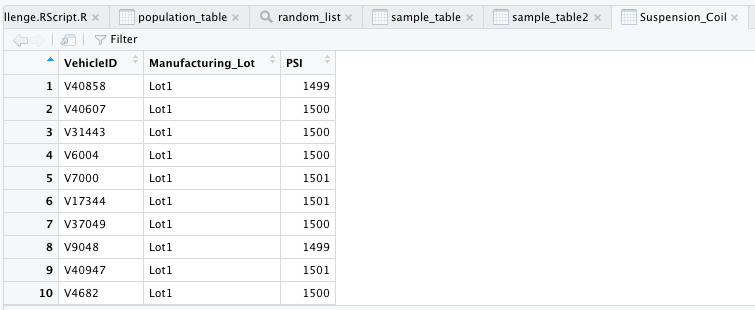 llenge.RScript.R × population_table × random_list × sample_table × sample_table2 × Suspension_Coil ×
Filter
VehicleID Manufacturing_Lot PSI
1 V40858 Lot1 1499
2 V40607 Lot1 1500
3 V31443 Lot1 1500
4 V6004 Lot1 1500
5 V7000 Lot1 1501
6 V17344 Lot1 1501
7 V37049 Lot1 1500
8 V9048 Lot1 1499
9 V40947 Lot1 1501
10 V4682 Lot1 1500